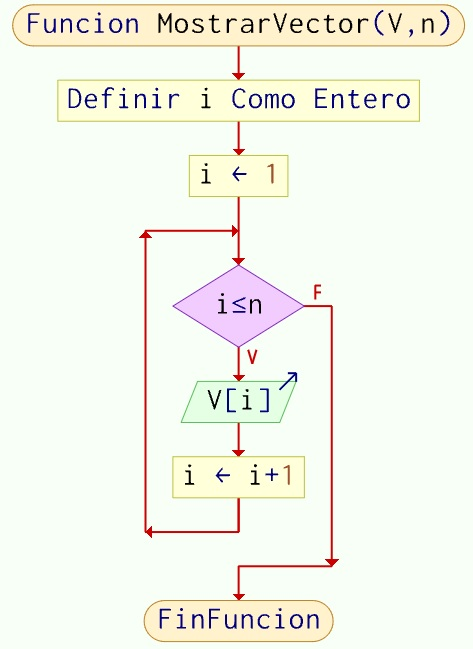 Funcion MostrarVector(V,n)
Definir i Como Entero
i ← 1
i≤n
F
V
V[i]
i ← i+1
FinFuncion